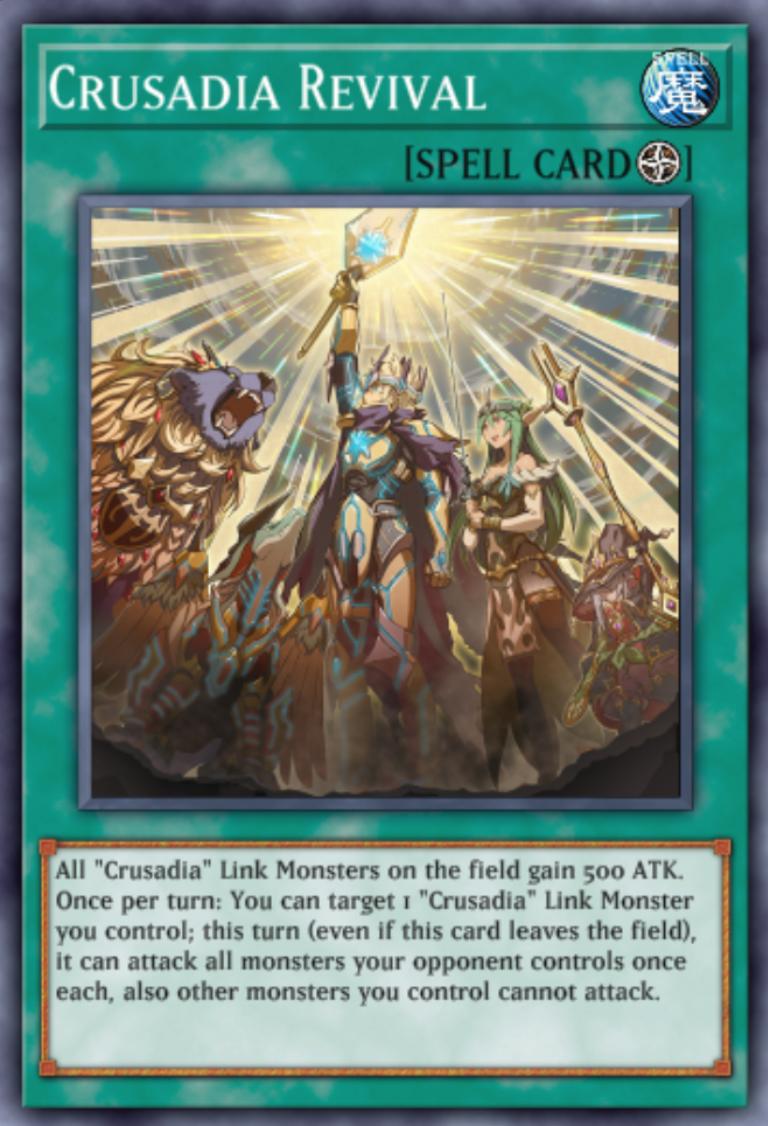 CRUSADIA REVIVAL
SPELL
魔
[SPELL CARD]
All "Crusadia" Link Monsters on the field gain 500 ATK.
Once per turn: You can target 1 "Crusadia" Link Monster
you control; this turn (even if this card leaves the field),
it can attack all monsters your opponent controls once
each, also other monsters you control cannot attack.